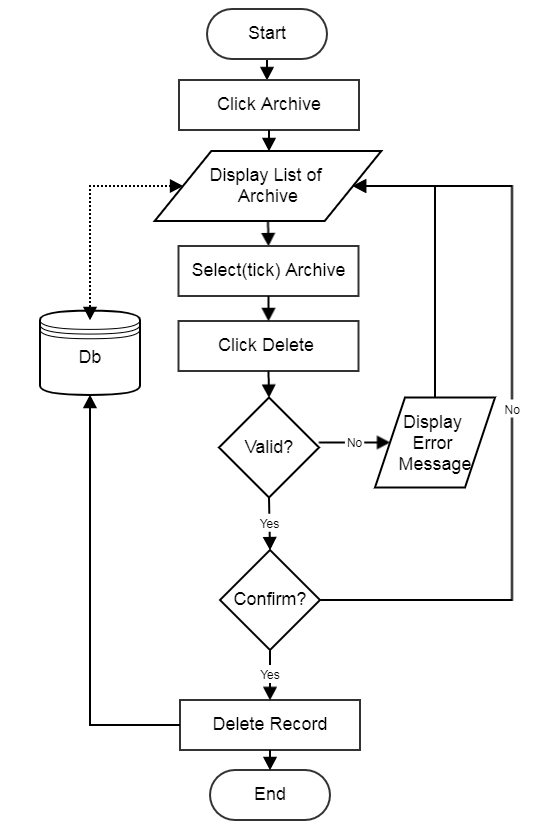 Start
Click Archive
Display List of
Archive
Select(tick) Archive
Db
Click Delete
Display
Error
Message
No
Valid?
No
Yes
Confirm?
Yes
Delete Record
End